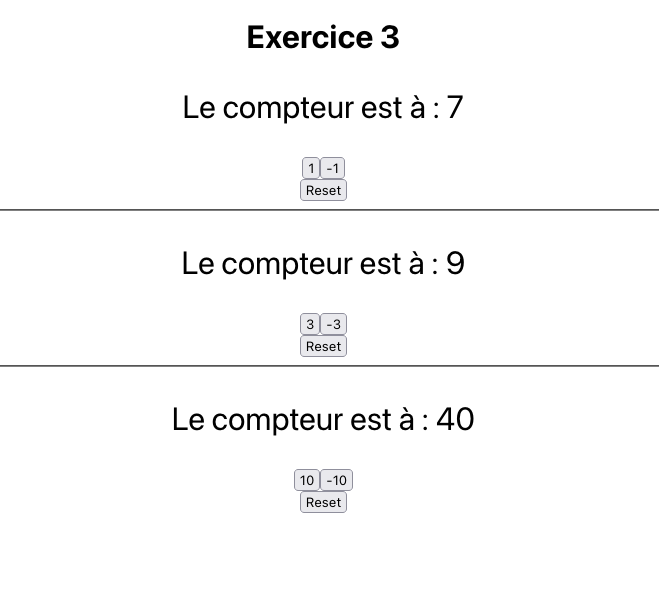 Exercice 3
Le compteur est à : 7
1 -1
Reset
Le compteur est à : 9
3 -3
Reset
Le compteur est à : 40
10 -10
Reset